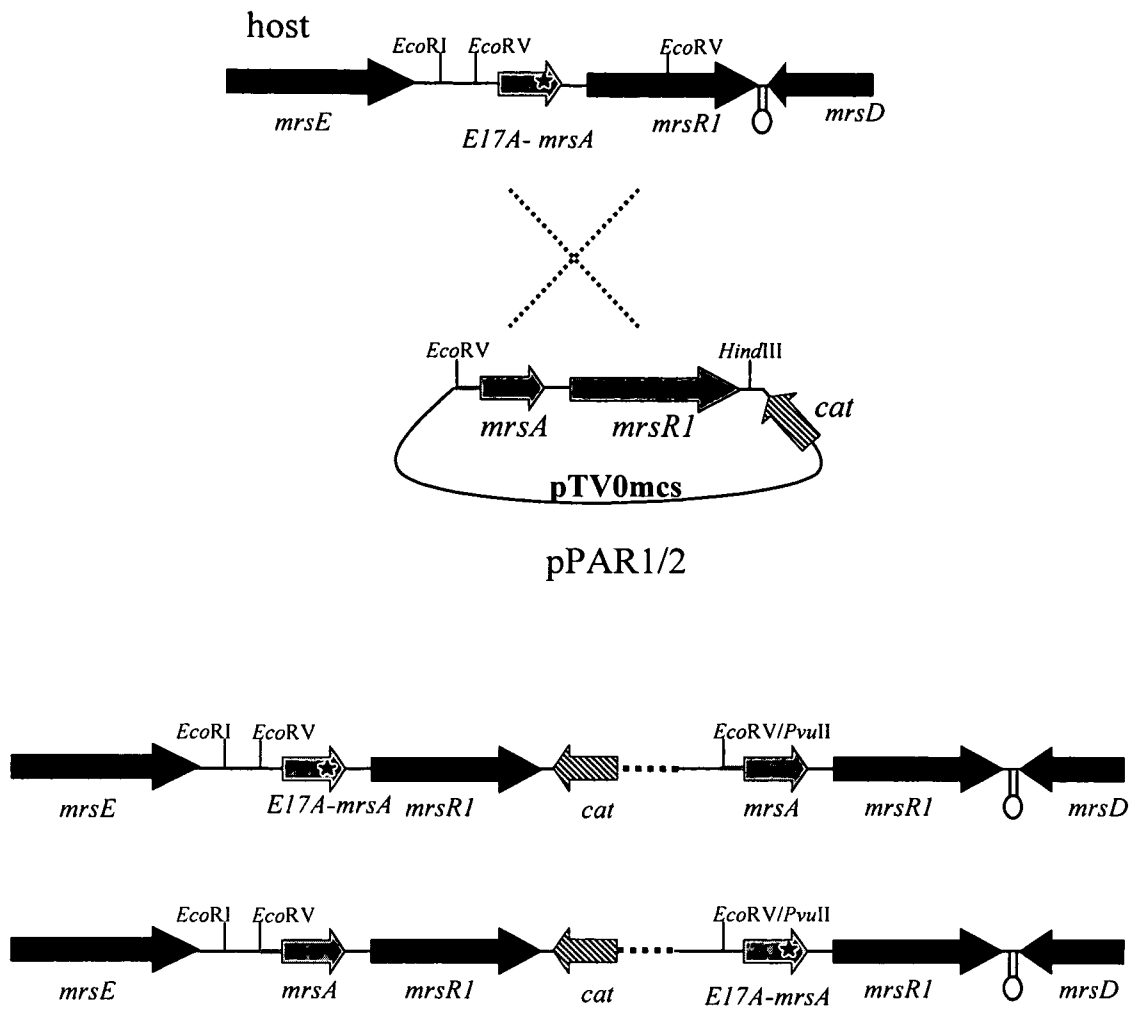 host
EcoRI EcoRV EcoRV
mrsE E17A- mrsA mrsR1 mrsD
EcoRV HindIII
mrsA mrsR1 cat
pTV0mcs
pPAR1/2
EcoRI EcoRV EcoRV/PvuII
mrsE E17A-mrsA mrsR1 cat mrsA mrsR1 mrsD
EcoRI EcoRV EcoRV/PvuII
mrsE mrsA mrsR1 cat E17A-mrsA mrsR1 mrsD